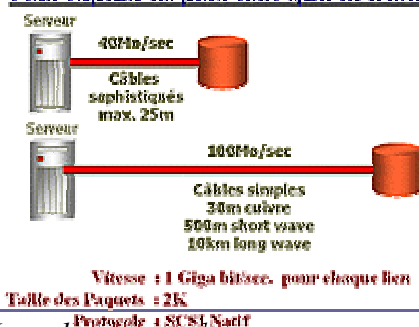 Serveur
40Mo/sec
Câbles
sophistiqués
max. 25m
Serveur
100Mo/sec
Câbles simples
30m cuivre
500m short wave
10km long wave
Vitesse : 1 Giga bit/sec. pour chaque lien
Taille des Paquets : 2K
Protocole : SCSI Natif